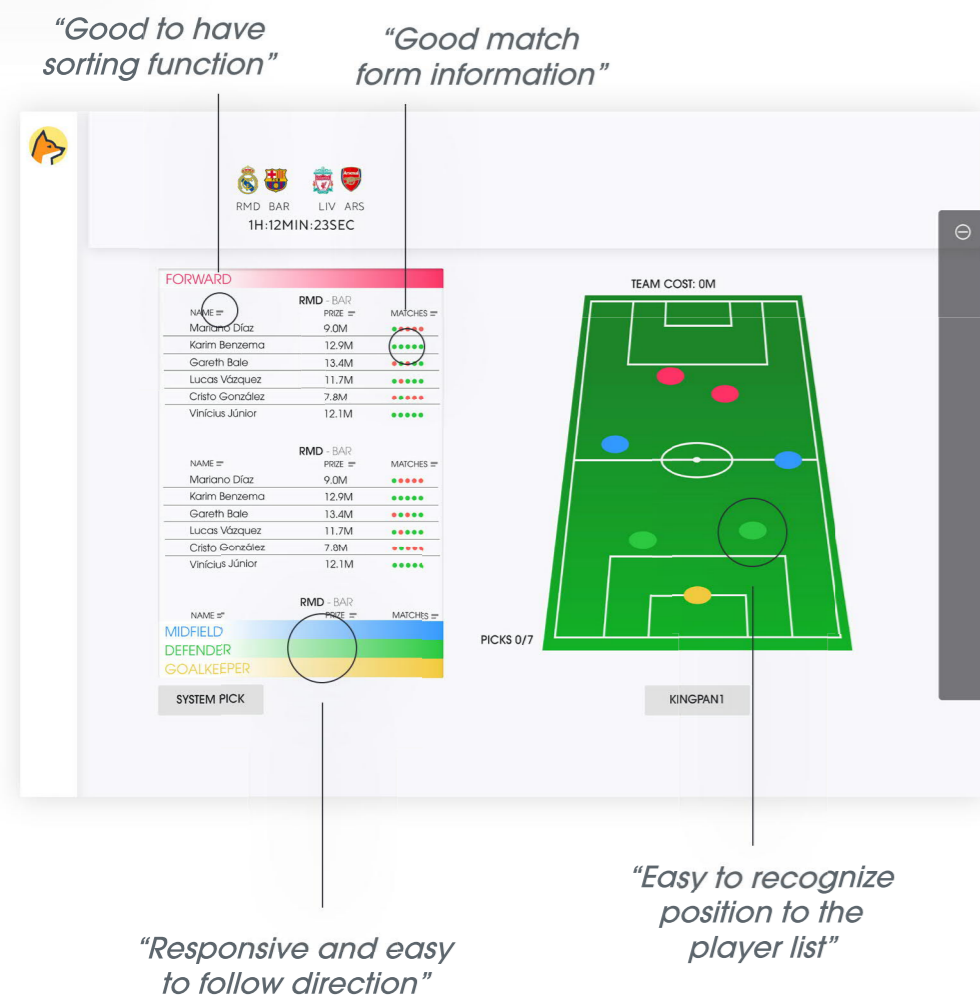 “Good to have
sorting function”
“Good match
form information”
RMD BAR LIV ARS
1H:12MIN:23SEC
FORWARD
RMD - BAR
NAME PRIZE MATCHES
Mariano Díaz 9.0M
Karim Benzema 12.9M
Gareth Bale 13.4M
Lucas Vázquez 11.7M
Cristo González 7.8M
Vinícius Júnior 12.1M
RMD - BAR
NAME PRIZE MATCHES
Mariano Díaz 9.0M
Karim Benzema 12.9M
Gareth Bale 13.4M
Lucas Vázquez 11.7M
Cristo González 7.8M
Vinícius Júnior 12.1M
RMD - BAR
NAME PRIZE MATCHES
MIDFIELD
DEFENDER
GOALKEEPER
SYSTEM PICK
TEAM COST: 0M
PICKS 0/7
KINGPAN1
“Responsive and easy
to follow direction”
“Easy to recognize
position to the
player list”